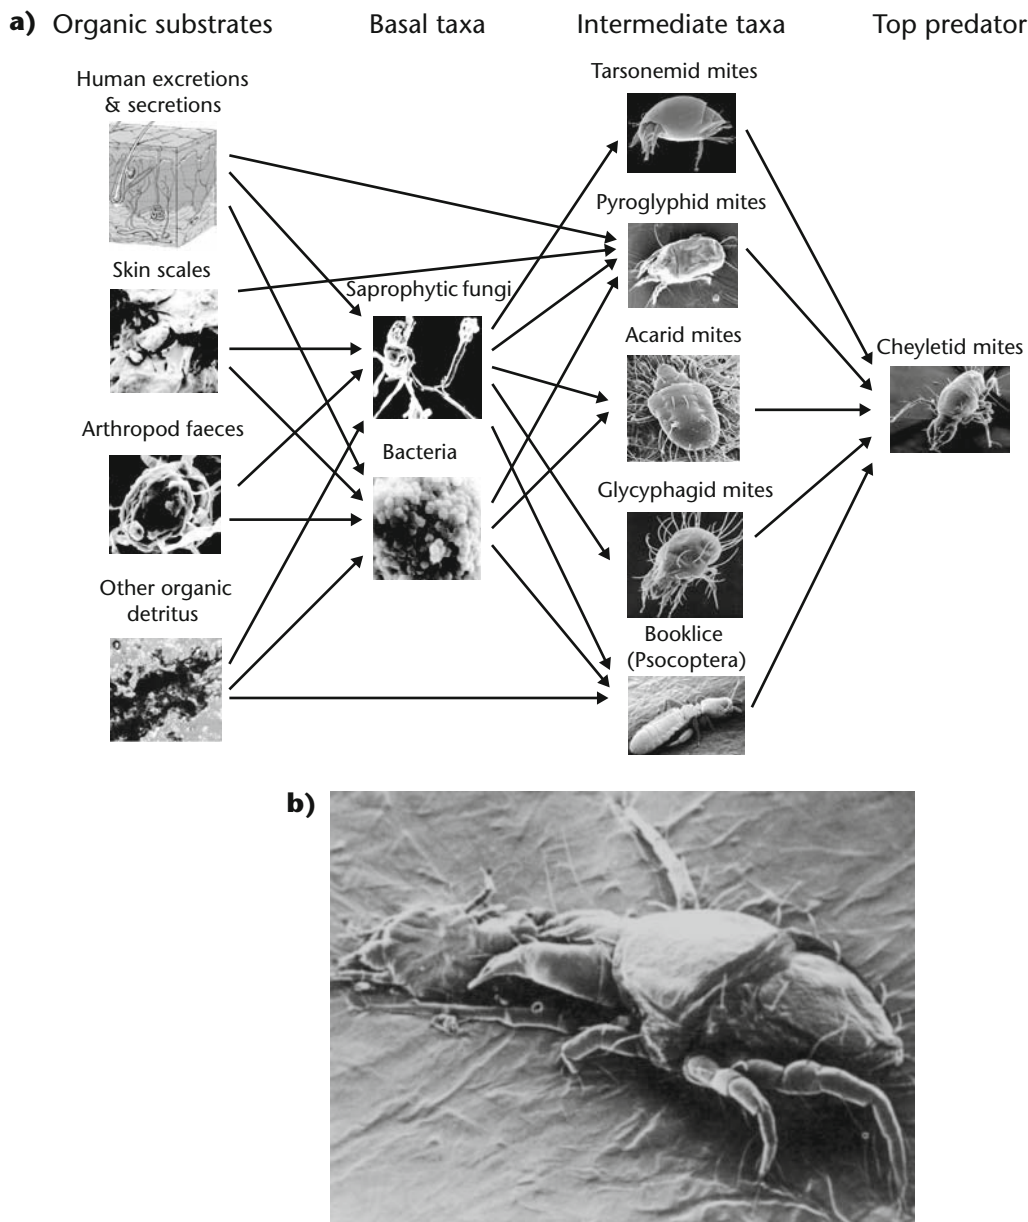 a) Organic substrates Basal taxa Intermediate taxa Top predator
Human excretions
& secretions
Skin scales
Arthropod faeces
Other organic
detritus
Saprophytic fungi
Bacteria
Tarsonemid mites
Pyroglyphid mites
Acarid mites
Glycyphagid mites
Booklice
(Psocoptera)
Cheyletid mites
b)